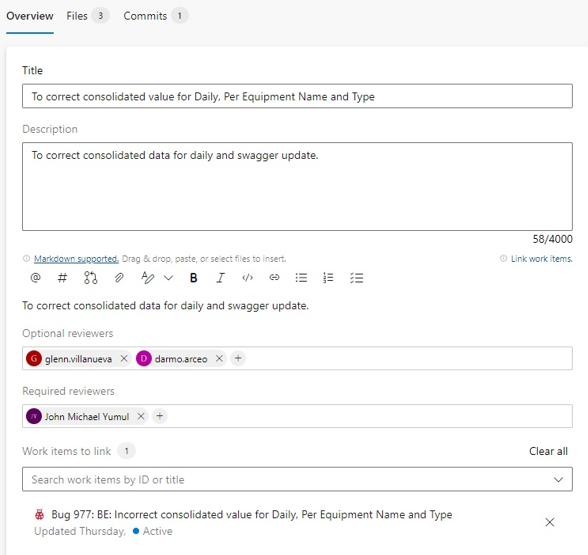 Overview Files 3 Commits 1
Title
To correct consolidated value for Daily, Per Equipment Name and Type
Description
To correct consolidated data for daily and swagger update.
58/4000
Markdown supported. Drag & drop, paste, or select files to insert. Link work items.
To correct consolidated data for daily and swagger update.
Optional reviewers
G glenn.villanueva D darmo.arceo
Required reviewers
JY John Michael Yumul
Work items to link 1 Clear all
Search work items by ID or title
Bug 977: BE: Incorrect consolidated value for Daily, Per Equipment Name and Type
Updated Thursday, Active